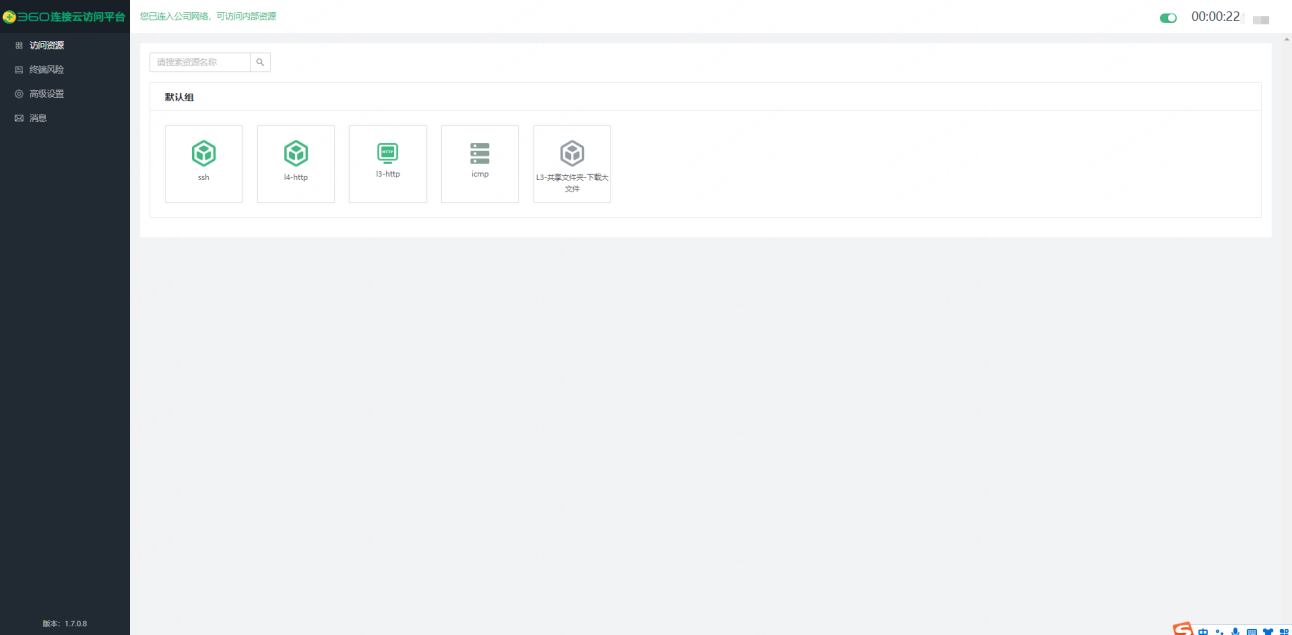 360连接云访问平台
您已连入公司网络，可访问内部资源
00:00:22
访问资源
终端风险
高级设置
消息
请搜索资源名称
默认组
ssh
l4-http
HTTP
l3-http
icmp
L3-共享文件夹-下载大
文件
版本：1.7.0.8
中